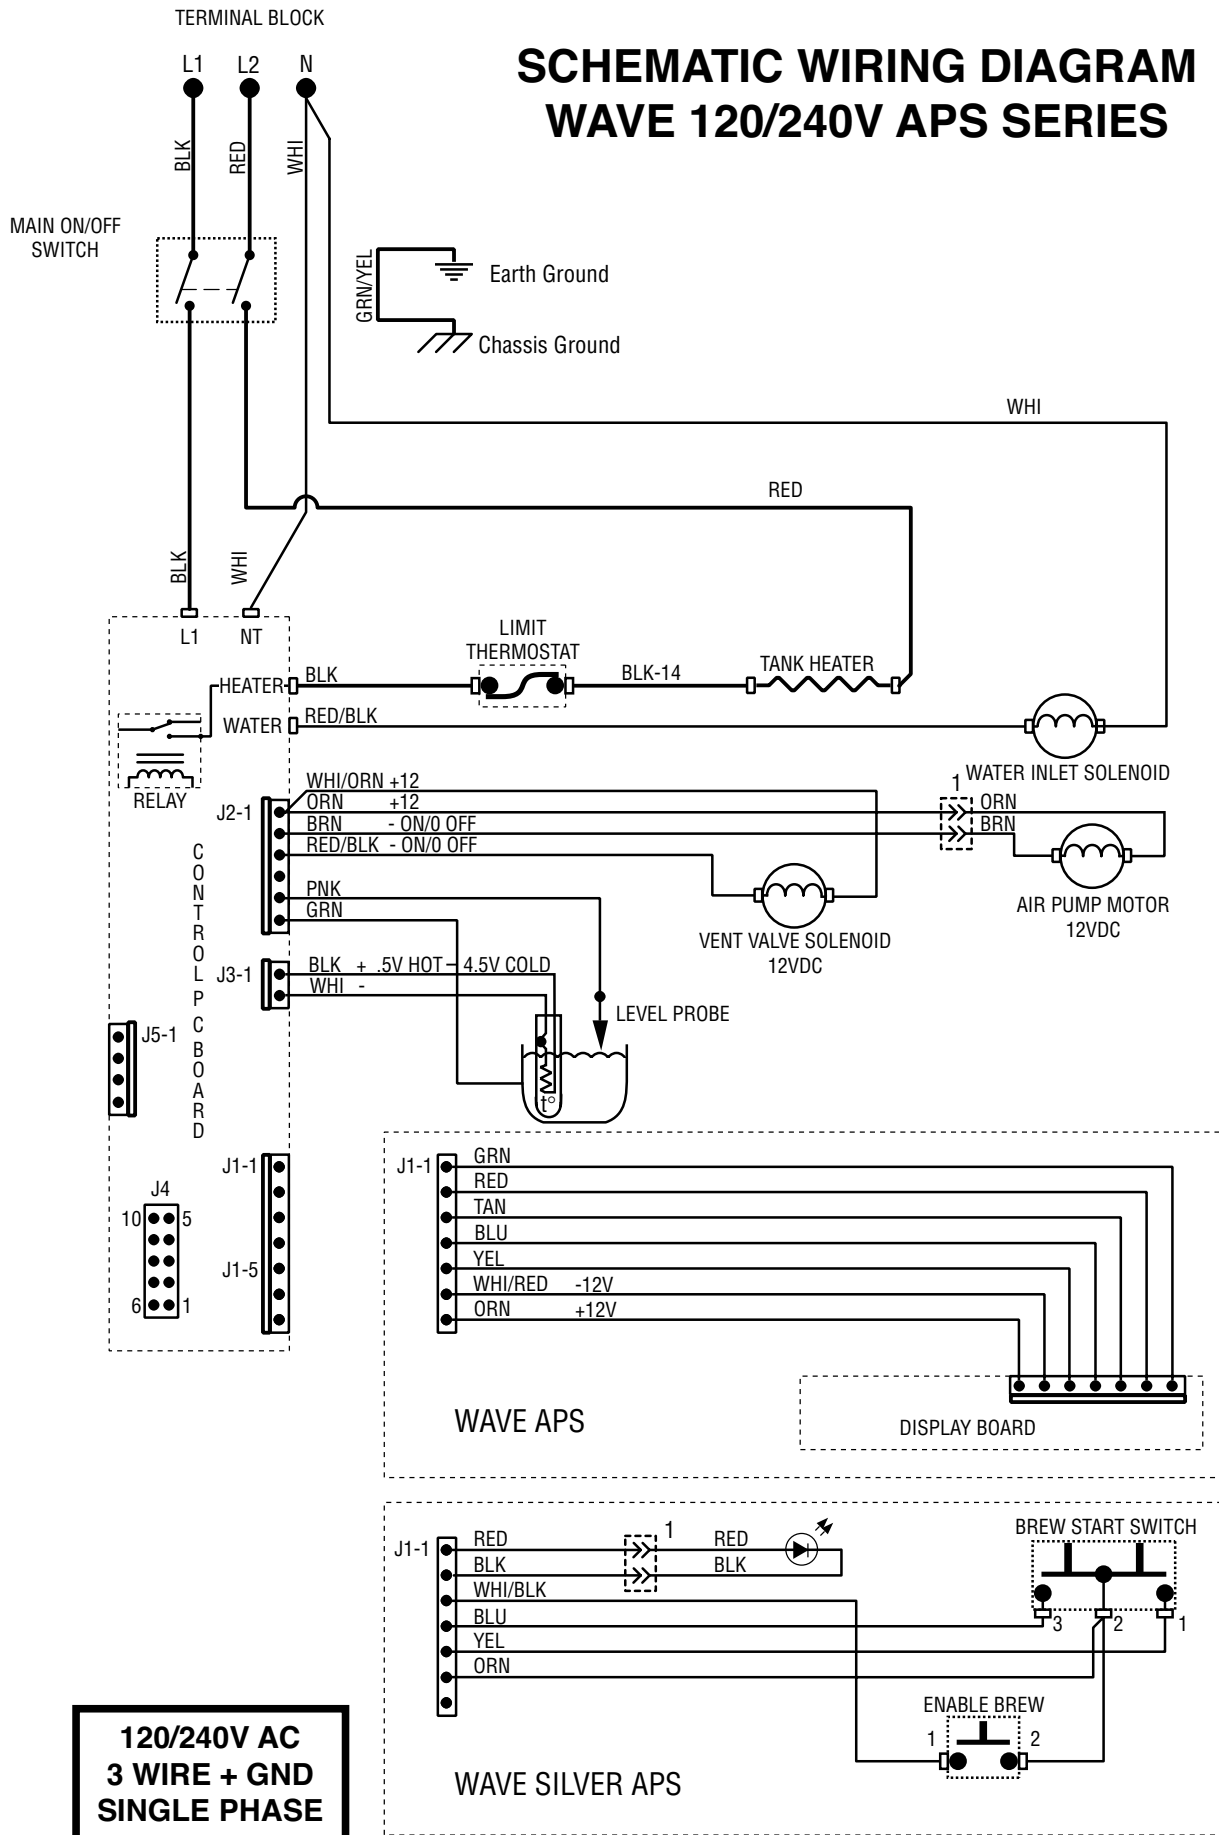 TERMINAL BLOCK
L1 L2 N
SCHEMATIC WIRING DIAGRAM
WAVE 120/240V APS SERIES
BLK
RED
WHI
MAIN ON/OFF
SWITCH
GRN/YEL
Earth Ground
Chassis Ground
WHI
RED
BLK
WHI
L1 NT
LIMIT
THERMOSTAT
TANK HEATER
HEATER
BLK
BLK-14
WATER
RED/BLK
WATER INLET SOLENOID
RELAY
J2-1
WHI/ORN +12
ORN +12
BRN - ON/0 OFF
RED/BLK - ON/0 OFF
PNK
GRN
1
ORN
BRN
AIR PUMP MOTOR
12VDC
VENT VALVE SOLENOID
12VDC
CONTROL PC BOARD
J3-1
BLK + .5V HOT – 4.5V COLD
WHI -
LEVEL PROBE
t°
J5-1
J4
10 5
6 1
J1-1
J1-5
J1-1
GRN
RED
TAN
BLU
YEL
WHI/RED -12V
ORN +12V
WAVE APS
DISPLAY BOARD
J1-1
RED
BLK
WHI/BLK
BLU
YEL
ORN
1
RED
BLK
BREW START SWITCH
3 2 1
ENABLE BREW
1 2
WAVE SILVER APS
120/240V AC
3 WIRE + GND
SINGLE PHASE